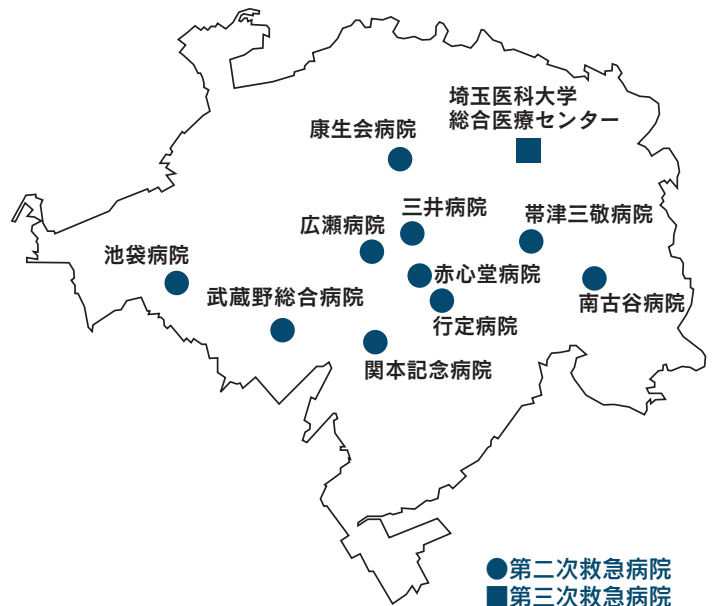 埼玉医科大学
総合医療センター
康生会病院
三井病院
帯津三敬病院
広瀬病院
池袋病院
赤心堂病院
武蔵野総合病院
南古谷病院
行定病院
関本記念病院
●第二次救急病院
■第三次救急病院